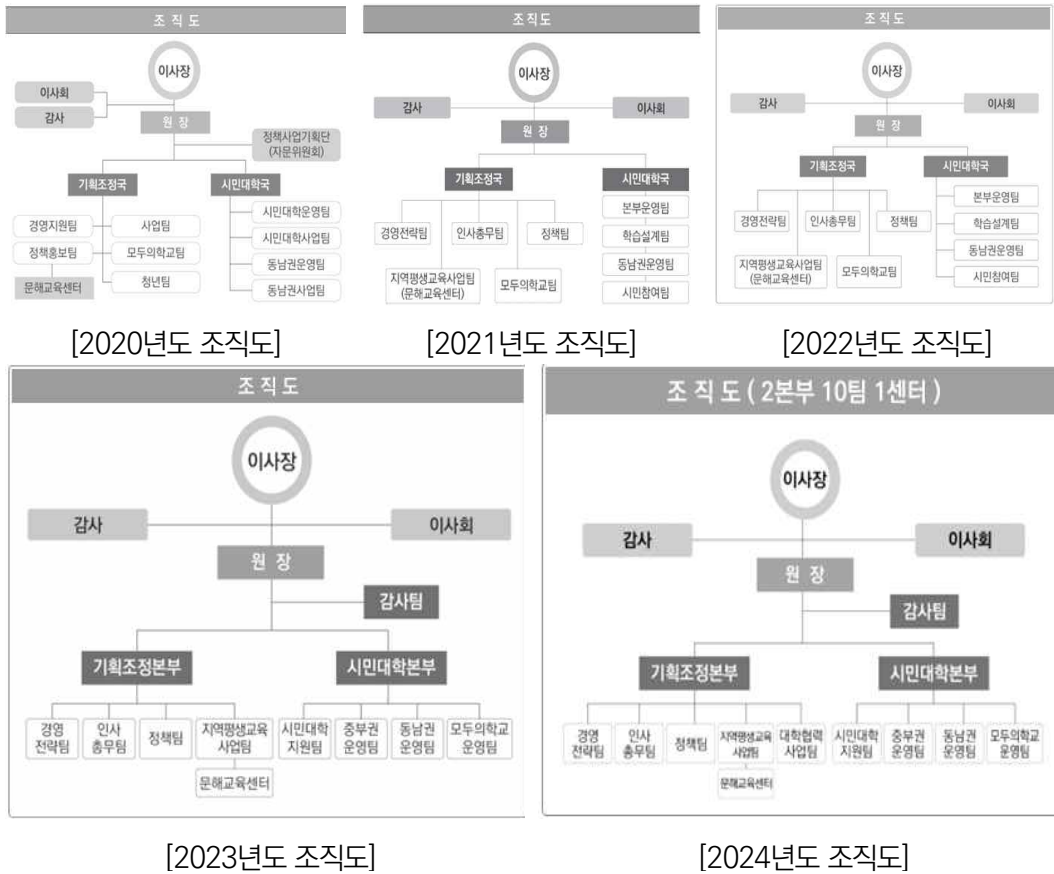 조 직 도
이사장
이사회
감사
원 장
정책사업기획단
(자문위원회)
기획조정국
시민대학국
경영지원팀
사업팀
정책홍보팀
모두의학교팀
문해교육센터
청년팀
시민대학운영팀
시민대학사업팀
동남권운영팀
동남권사업팀
[2020년도 조직도]
조직도
이사장
감사
이사회
원 장
기획조정국
시민대학국
경영전략팀
인사총무팀
정책팀
지역평생교육사업팀
(문해교육센터)
모두의학교팀
본부운영팀
학습설계팀
동남권운영팀
시민참여팀
[2021년도 조직도]
조직도
이사장
감사
이사회
원 장
기획조정국
시민대학국
경영전략팀
인사총무팀
정책팀
지역평생교육사업팀
(문해교육센터)
모두의학교팀
본부운영팀
학습설계팀
동남권운영팀
시민참여팀
[2022년도 조직도]
조 직 도
이사장
감사
이사회
원 장
감사팀
기획조정본부
시민대학본부
경영
전략팀
인사
총무팀
정책팀
지역평생교육
사업팀
문해교육센터
시민대학
지원팀
중부권
운영팀
동남권
운영팀
모두의학교
운영팀
[2023년도 조직도]
조 직 도 ( 2본부 10팀 1센터 )
이사장
감사
이사회
원 장
감사팀
기획조정본부
시민대학본부
경영
전략팀
인사
총무팀
정책팀
지역평생교육
사업팀
문해교육센터
대학협력
사업팀
시민대학
지원팀
중부권
운영팀
동남권
운영팀
모두의학교
운영팀
[2024년도 조직도]